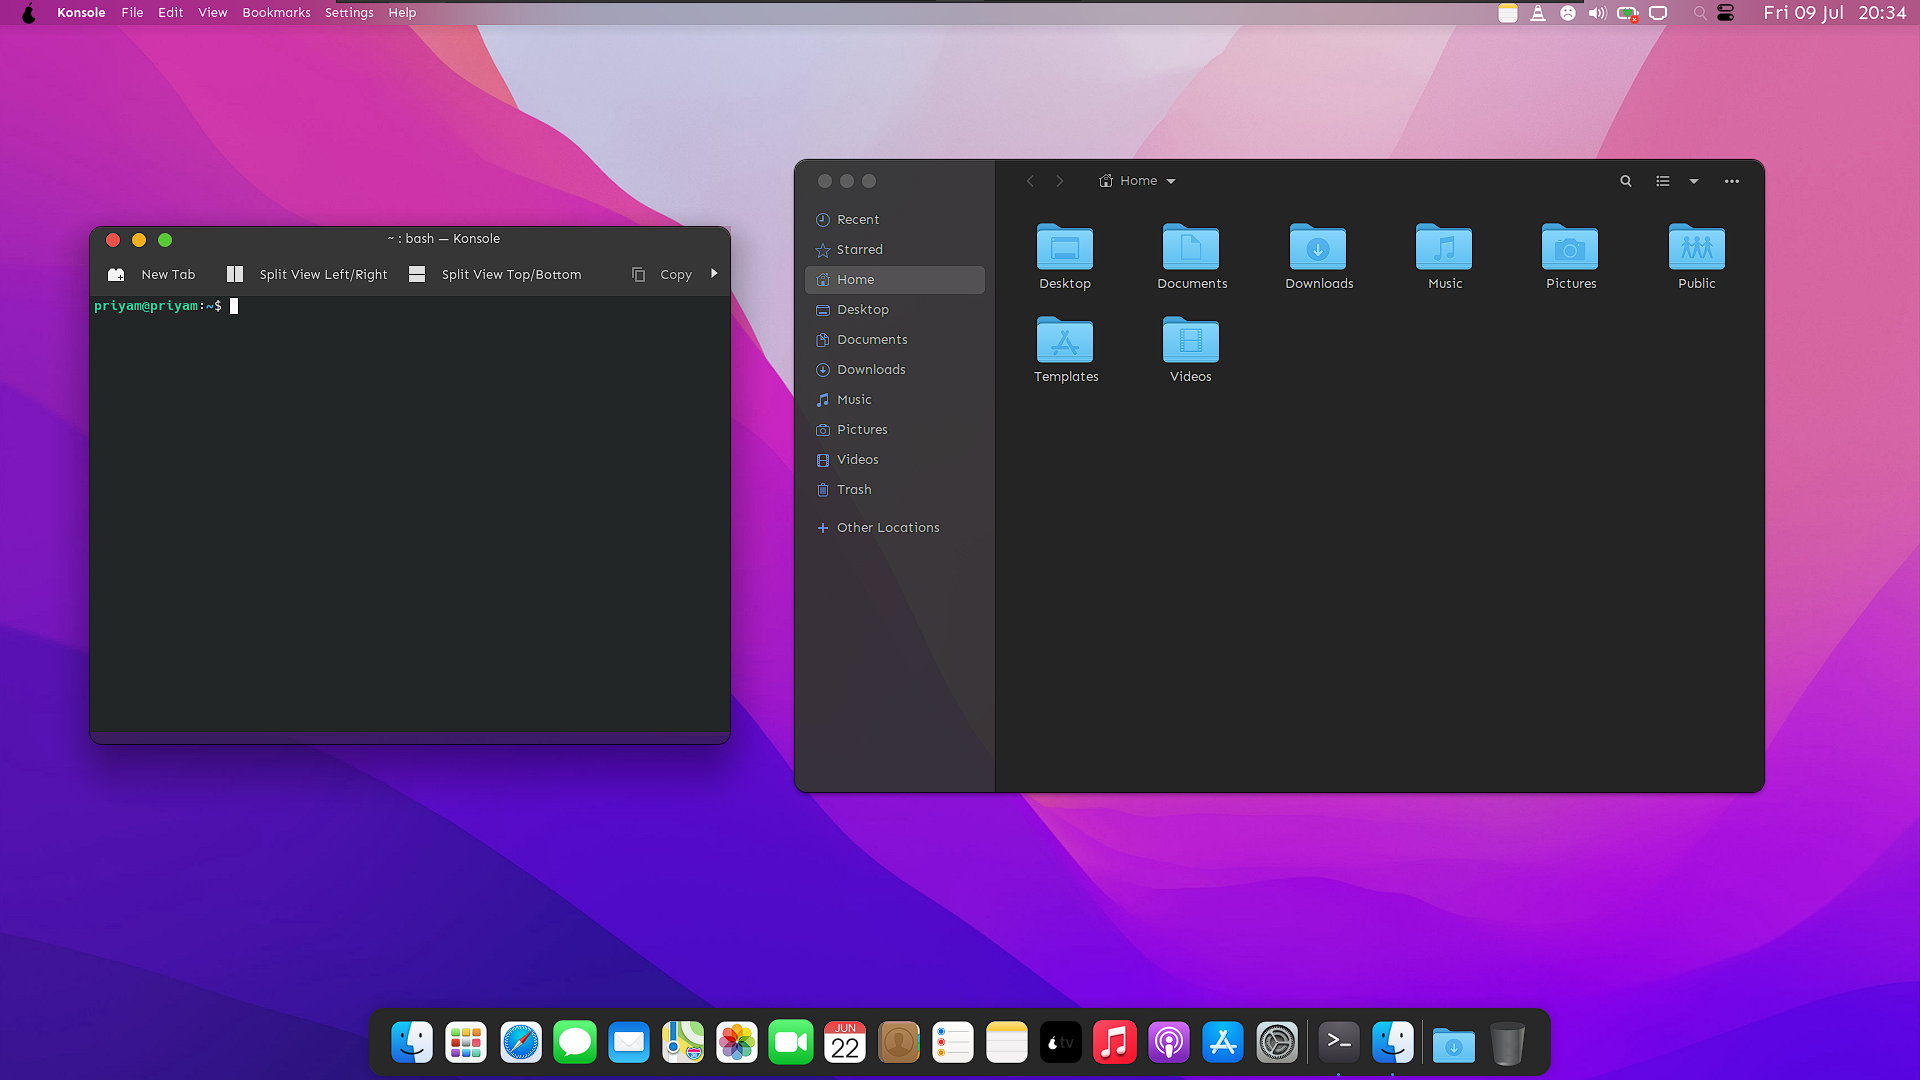 Konsole File Edit View Bookmarks Settings Help
Fri 09 Jul 20:34
~ : bash — Konsole
New Tab Split View Left/Right Split View Top/Bottom Copy
priyam@priyam:~$
Home
Recent
Starred
Home
Desktop
Documents
Downloads
Music
Pictures
Videos
Trash
Other Locations
Desktop Documents Downloads Music Pictures Public
Templates Videos
JUN
22
tv